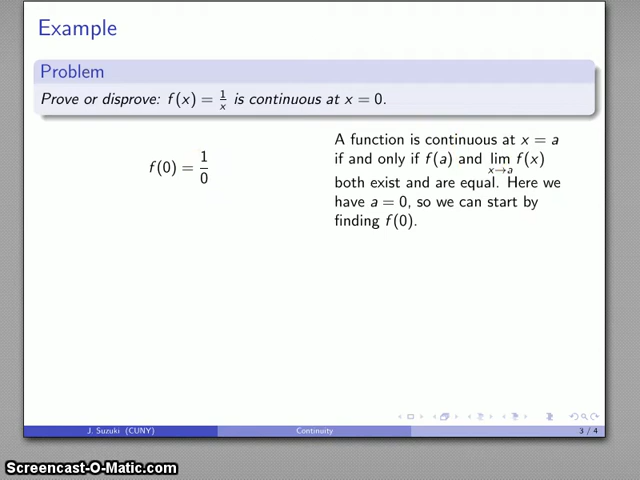 Example
Problem
Prove or disprove: f(x) = 1/x is continuous at x = 0.
f(0) = 1/0
A function is continuous at x = a
if and only if f(a) and lim x→a f(x)
both exist and are equal. Here we
have a = 0, so we can start by
finding f(0).
J. Suzuki (CUNY) Continuity 3 / 4
Screencast-O-Matic.com